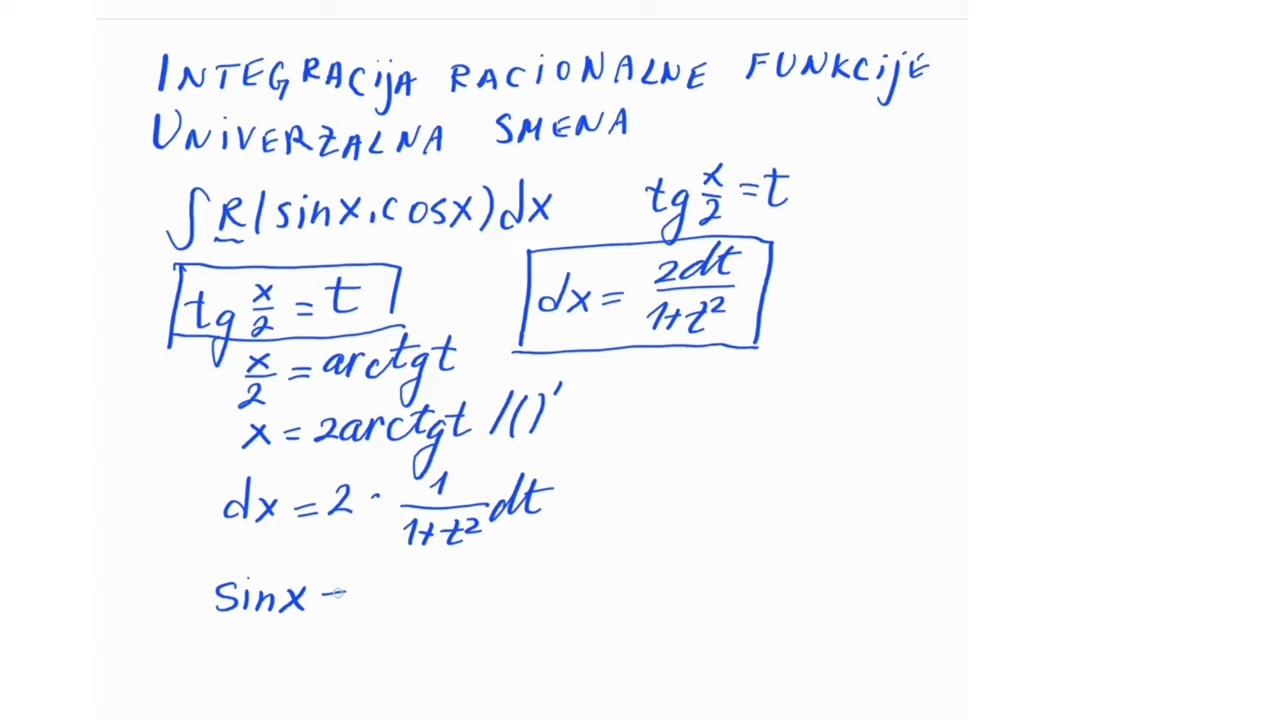 INTEGRACIJA RACIONALNE FUNKCIJE
UNIVERZALNA SMENA
∫ R(sinx, cosx)dx
tg x/2 = t
tg x/2 = t
dx = 2dt/(1+t²)
x/2 = arctgt
x = 2arctgt /()'
dx = 2 · 1/(1+t²) dt
sinx -